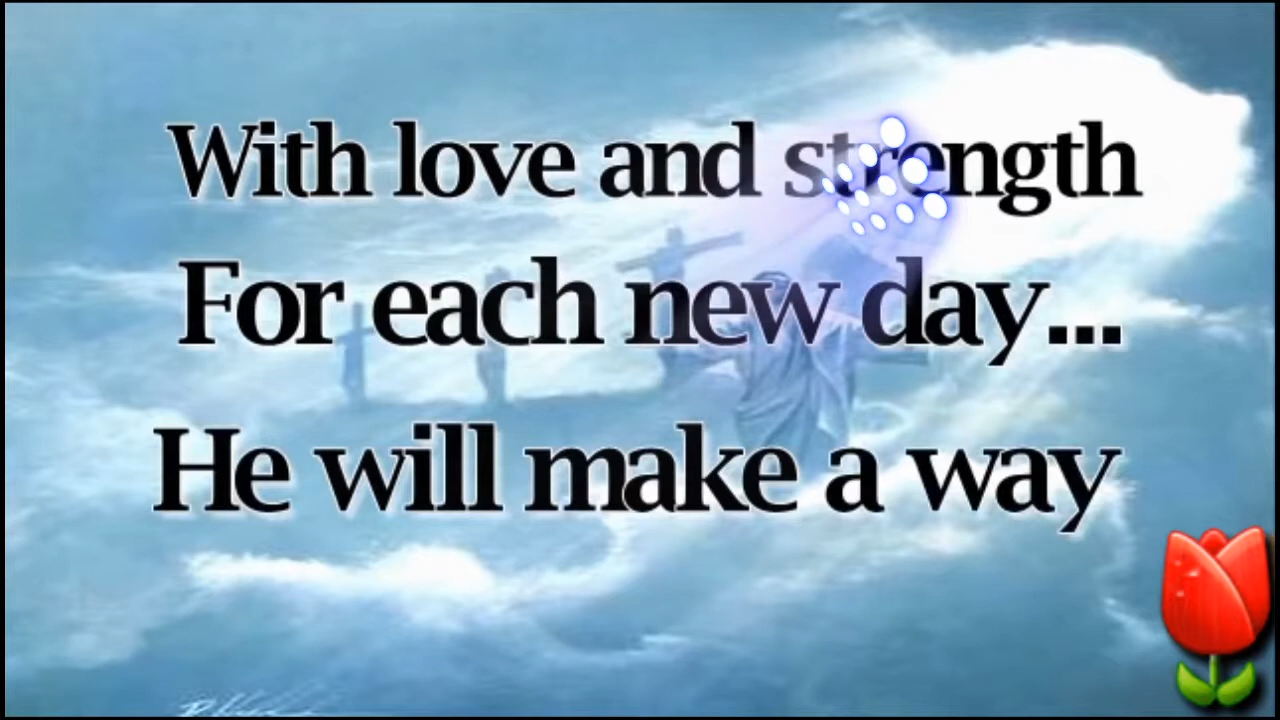 With love and strength
For each new day...
He will make a way